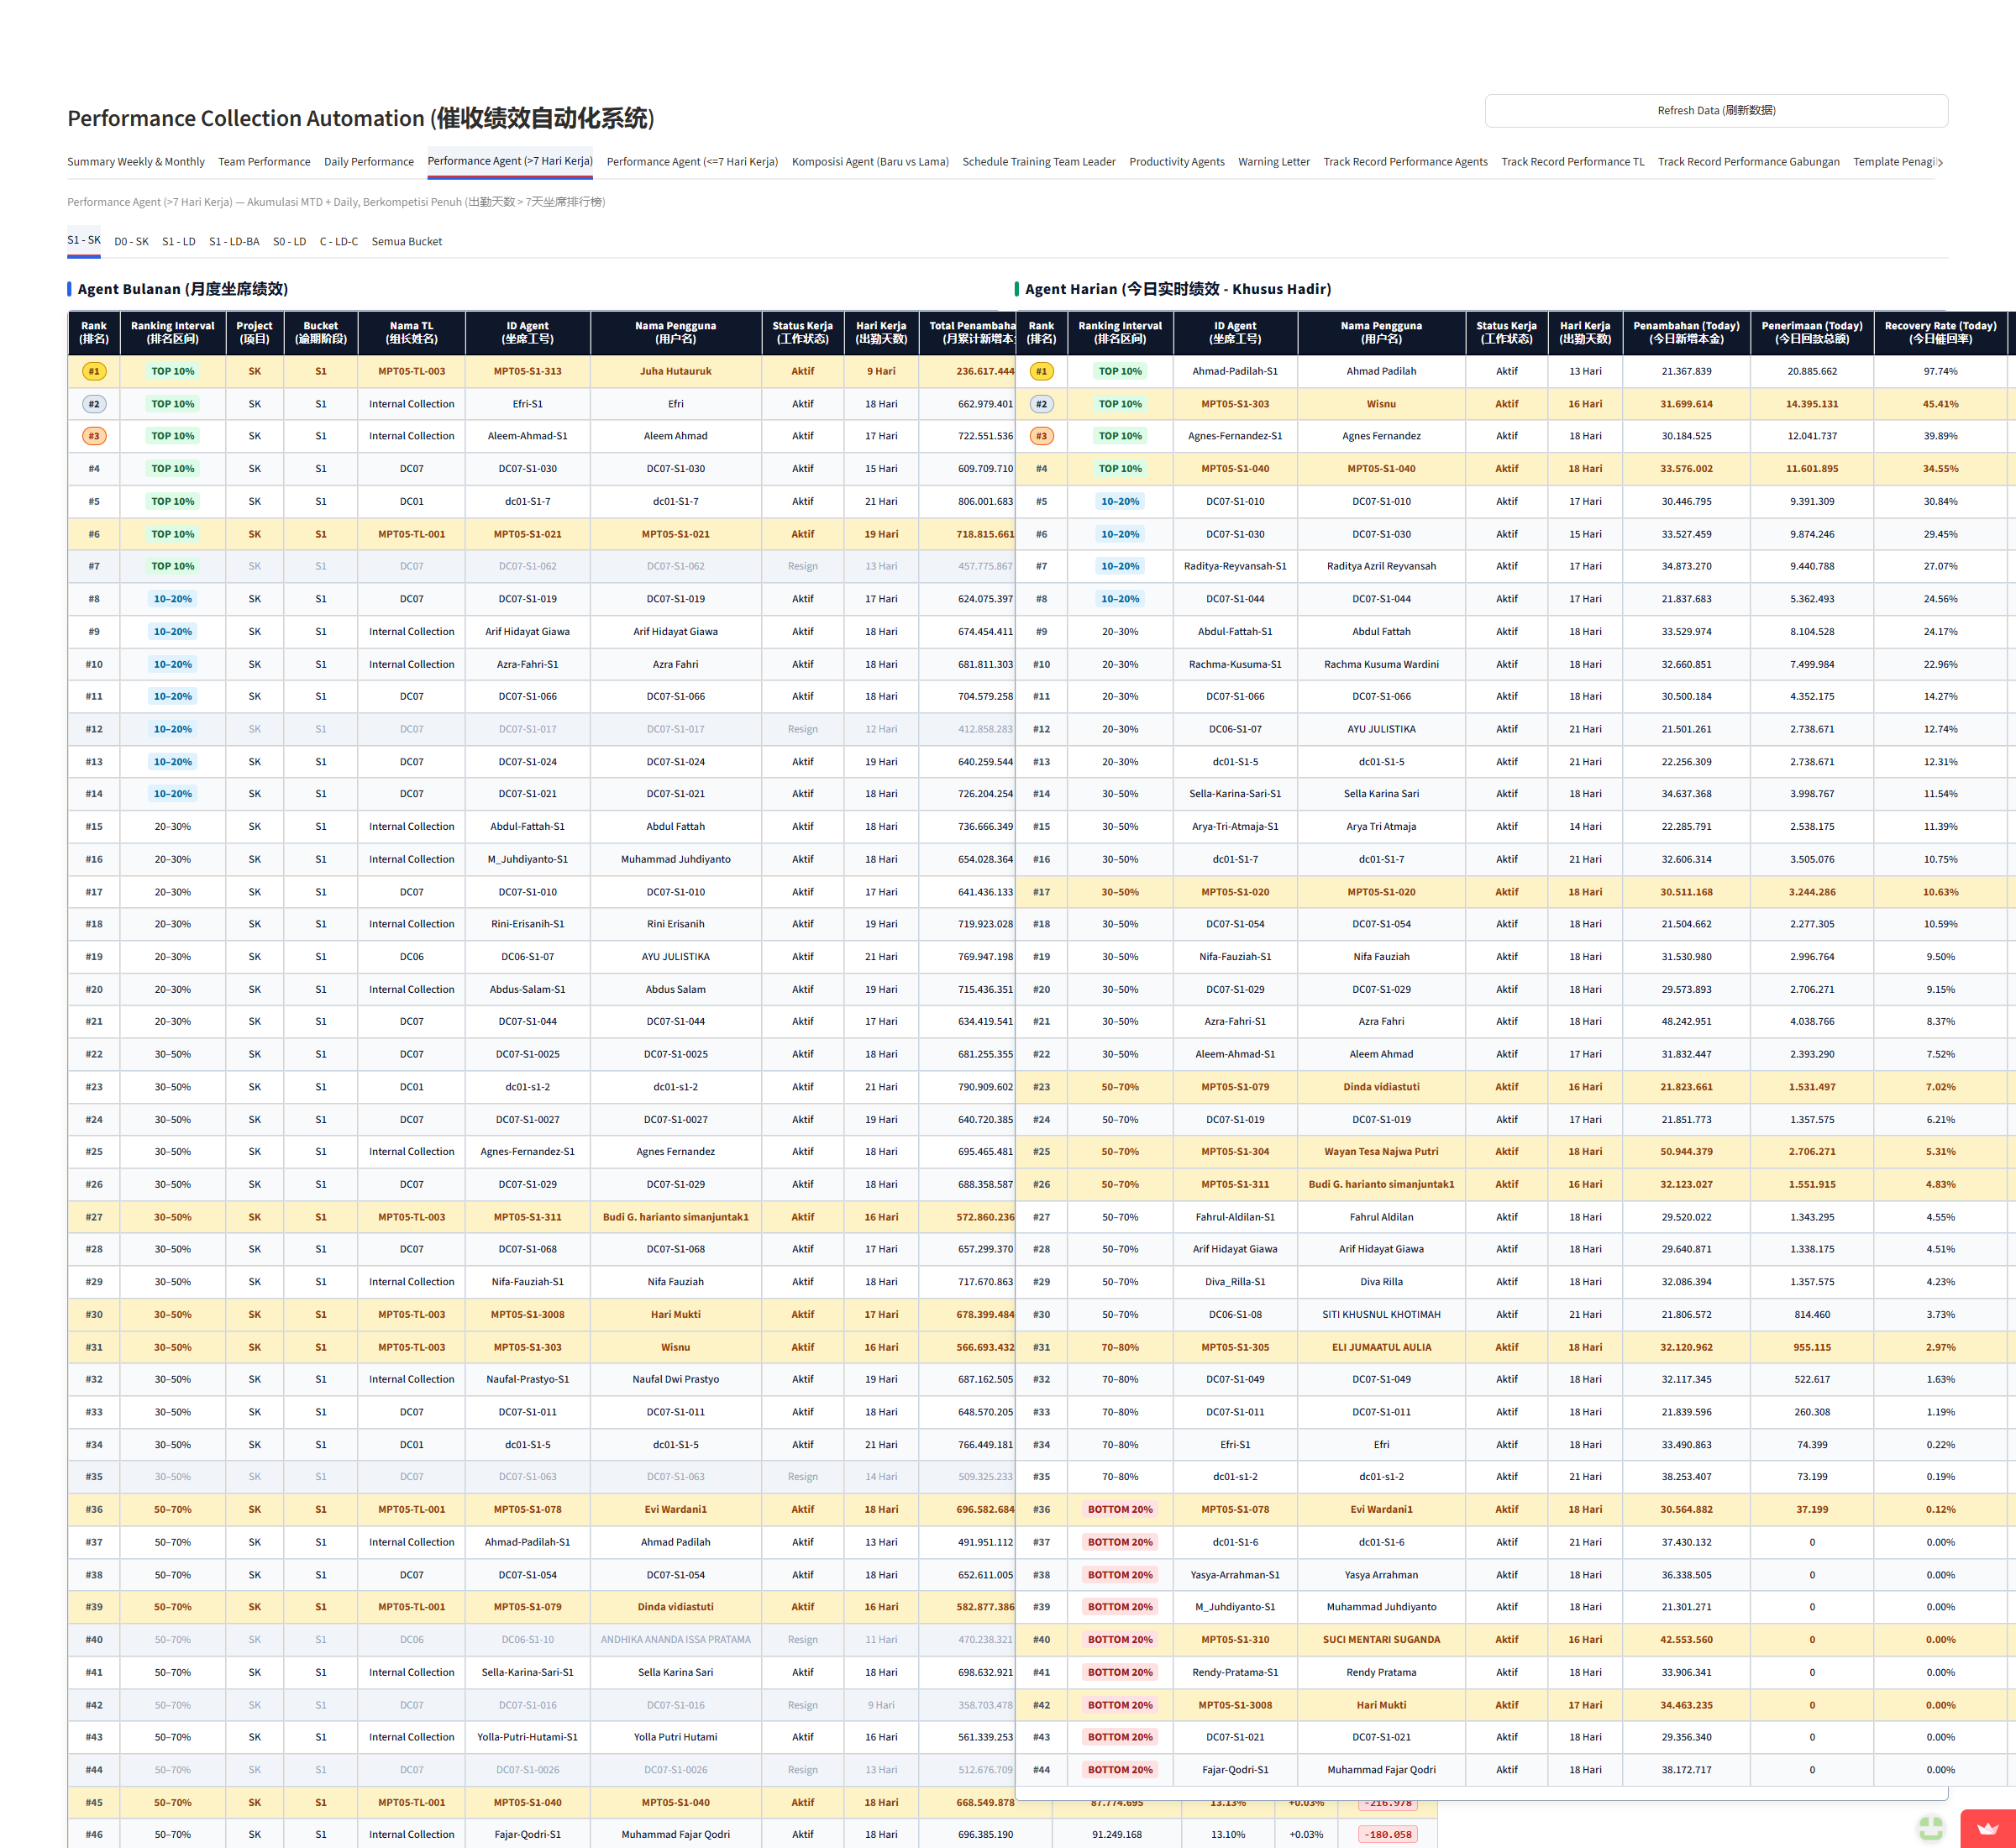 Performance Collection Automation (催收绩效自动化系统)
Refresh Data (刷新数据)
Summary Weekly & Monthly Team Performance Daily Performance Performance Agent (>7 Hari Kerja) Performance Agent (<=7 Hari Kerja) Komposisi Agent (Baru vs Lama) Schedule Training Team Leader Productivity Agents Warning Letter Track Record Performance Agents Track Record Performance TL Track Record Performance Gabungan Template Penagi
Performance Agent (>7 Hari Kerja) — Akumulasi MTD + Daily, Berkompetisi Penuh (出勤天数 > 7天坐席排行榜)
S1 - SK D0 - SK S1 - LD S1 - LD-BA S0 - LD C - LD-C Semua Bucket
Agent Bulanan (月度坐席绩效)
Rank Ranking Interval Project Bucket Nama TL ID Agent Nama Pengguna Status Kerja Hari Kerja Total Penambaha
(排名) (排名区间) (项目) (逾期阶段) (组长姓名) (坐席工号) (用户名) (工作状态) (出勤天数) (月累计新增本
#1 TOP 10% SK S1 MPT05-TL-003 MPT05-S1-313 Juha Hutauruk Aktif 9 Hari 236.617.444
#2 TOP 10% SK S1 Internal Collection Efri-S1 Efri Aktif 18 Hari 662.979.401
#3 TOP 10% SK S1 Internal Collection Aleem-Ahmad-S1 Aleem Ahmad Aktif 17 Hari 722.551.536
#4 TOP 10% SK S1 DC07 DC07-S1-030 DC07-S1-030 Aktif 15 Hari 609.709.710
#5 TOP 10% SK S1 DC01 dc01-S1-7 dc01-S1-7 Aktif 21 Hari 806.001.683
#6 TOP 10% SK S1 MPT05-TL-001 MPT05-S1-021 MPT05-S1-021 Aktif 19 Hari 718.815.661
#7 TOP 10% SK S1 DC07 DC07-S1-062 DC07-S1-062 Resign 13 Hari 457.775.867
#8 10–20% SK S1 DC07 DC07-S1-019 DC07-S1-019 Aktif 17 Hari 624.075.397
#9 10–20% SK S1 Internal Collection Arif Hidayat Giawa Arif Hidayat Giawa Aktif 18 Hari 674.454.411
#10 10–20% SK S1 Internal Collection Azra-Fahri-S1 Azra Fahri Aktif 18 Hari 681.811.303
#11 10–20% SK S1 DC07 DC07-S1-066 DC07-S1-066 Aktif 18 Hari 704.579.258
#12 10–20% SK S1 DC07 DC07-S1-017 DC07-S1-017 Resign 12 Hari 412.858.283
#13 10–20% SK S1 DC07 DC07-S1-024 DC07-S1-024 Aktif 19 Hari 640.259.544
#14 10–20% SK S1 DC07 DC07-S1-021 DC07-S1-021 Aktif 18 Hari 726.204.254
#15 20–30% SK S1 Internal Collection Abdul-Fattah-S1 Abdul Fattah Aktif 18 Hari 736.666.349
#16 20–30% SK S1 Internal Collection M_Juhdiyanto-S1 Muhammad Juhdiyanto Aktif 18 Hari 654.028.364
#17 20–30% SK S1 DC07 DC07-S1-010 DC07-S1-010 Aktif 17 Hari 641.436.133
#18 20–30% SK S1 Internal Collection Rini-Erisanih-S1 Rini Erisanih Aktif 19 Hari 719.923.028
#19 20–30% SK S1 DC06 DC06-S1-07 AYU JULISTIKA Aktif 21 Hari 769.947.198
#20 20–30% SK S1 Internal Collection Abdus-Salam-S1 Abdus Salam Aktif 19 Hari 715.436.351
#21 20–30% SK S1 DC07 DC07-S1-044 DC07-S1-044 Aktif 17 Hari 634.419.541
#22 30–50% SK S1 DC07 DC07-S1-0025 DC07-S1-0025 Aktif 18 Hari 681.255.355
#23 30–50% SK S1 DC01 dc01-s1-2 dc01-s1-2 Aktif 21 Hari 790.909.602
#24 30–50% SK S1 DC07 DC07-S1-0027 DC07-S1-0027 Aktif 19 Hari 640.720.385
#25 30–50% SK S1 Internal Collection Agnes-Fernandez-S1 Agnes Fernandez Aktif 18 Hari 695.465.481
#26 30–50% SK S1 DC07 DC07-S1-029 DC07-S1-029 Aktif 18 Hari 688.358.587
#27 30–50% SK S1 MPT05-TL-003 MPT05-S1-311 Budi G. harianto simanjuntak1 Aktif 16 Hari 572.860.236
#28 30–50% SK S1 DC07 DC07-S1-068 DC07-S1-068 Aktif 17 Hari 657.299.370
#29 30–50% SK S1 Internal Collection Nifa-Fauziah-S1 Nifa Fauziah Aktif 18 Hari 717.670.863
#30 30–50% SK S1 MPT05-TL-003 MPT05-S1-3008 Hari Mukti Aktif 17 Hari 678.399.484
#31 30–50% SK S1 MPT05-TL-003 MPT05-S1-303 Wisnu Aktif 16 Hari 566.693.432
#32 30–50% SK S1 Internal Collection Naufal-Prastyo-S1 Naufal Dwi Prastyo Aktif 19 Hari 687.162.505
#33 30–50% SK S1 DC07 DC07-S1-011 DC07-S1-011 Aktif 18 Hari 648.570.205
#34 30–50% SK S1 DC01 dc01-S1-5 dc01-S1-5 Aktif 21 Hari 766.449.181
#35 30–50% SK S1 DC07 DC07-S1-063 DC07-S1-063 Resign 14 Hari 509.325.233
#36 50–70% SK S1 MPT05-TL-001 MPT05-S1-078 Evi Wardani1 Aktif 18 Hari 696.582.684
#37 50–70% SK S1 Internal Collection Ahmad-Padilah-S1 Ahmad Padilah Aktif 13 Hari 491.951.112
#38 50–70% SK S1 DC07 DC07-S1-054 DC07-S1-054 Aktif 18 Hari 652.611.005
#39 50–70% SK S1 MPT05-TL-001 MPT05-S1-079 Dinda vidiastuti Aktif 16 Hari 582.877.386
#40 50–70% SK S1 DC06 DC06-S1-10 ANDHIKA ANANDA ISSA PRATAMA Resign 11 Hari 470.238.321
#41 50–70% SK S1 Internal Collection Sella-Karina-Sari-S1 Sella Karina Sari Aktif 18 Hari 698.632.921
#42 50–70% SK S1 DC07 DC07-S1-016 DC07-S1-016 Resign 9 Hari 358.703.478
#43 50–70% SK S1 Internal Collection Yolla-Putri-Hutami-S1 Yolla Putri Hutami Aktif 16 Hari 561.339.253
#44 50–70% SK S1 DC07 DC07-S1-0026 DC07-S1-0026 Resign 13 Hari 512.676.709
#45 50–70% SK S1 MPT05-TL-001 MPT05-S1-040 MPT05-S1-040 Aktif 18 Hari 668.549.878 87.774.695 13.13% +0.03% -216.978
#46 50–70% SK S1 Internal Collection Fajar-Qodri-S1 Muhammad Fajar Qodri Aktif 18 Hari 696.385.190 91.249.168 13.10% +0.03% -180.058
Agent Harian (今日实时绩效 - Khusus Hadir)
Rank Ranking Interval ID Agent Nama Pengguna Status Kerja Hari Kerja Penambahan (Today) Penerimaan (Today) Recovery Rate (Today)
(排名) (排名区间) (坐席工号) (用户名) (工作状态) (出勤天数) (今日新增本金) (今日回款总额) (今日催回率)
#1 TOP 10% Ahmad-Padilah-S1 Ahmad Padilah Aktif 13 Hari 21.367.839 20.885.662 97.74%
#2 TOP 10% MPT05-S1-303 Wisnu Aktif 16 Hari 31.699.614 14.395.131 45.41%
#3 TOP 10% Agnes-Fernandez-S1 Agnes Fernandez Aktif 18 Hari 30.184.525 12.041.737 39.89%
#4 TOP 10% MPT05-S1-040 MPT05-S1-040 Aktif 18 Hari 33.576.002 11.601.895 34.55%
#5 10–20% DC07-S1-010 DC07-S1-010 Aktif 17 Hari 30.446.795 9.391.309 30.84%
#6 10–20% DC07-S1-030 DC07-S1-030 Aktif 15 Hari 33.527.459 9.874.246 29.45%
#7 10–20% Raditya-Reyvansah-S1 Raditya Azril Reyvansah Aktif 17 Hari 34.873.270 9.440.788 27.07%
#8 10–20% DC07-S1-044 DC07-S1-044 Aktif 17 Hari 21.837.683 5.362.493 24.56%
#9 20–30% Abdul-Fattah-S1 Abdul Fattah Aktif 18 Hari 33.529.974 8.104.528 24.17%
#10 20–30% Rachma-Kusuma-S1 Rachma Kusuma Wardini Aktif 18 Hari 32.660.851 7.499.984 22.96%
#11 20–30% DC07-S1-066 DC07-S1-066 Aktif 18 Hari 30.500.184 4.352.175 14.27%
#12 20–30% DC06-S1-07 AYU JULISTIKA Aktif 21 Hari 21.501.261 2.738.671 12.74%
#13 20–30% dc01-S1-5 dc01-S1-5 Aktif 21 Hari 22.256.309 2.738.671 12.31%
#14 30–50% Sella-Karina-Sari-S1 Sella Karina Sari Aktif 18 Hari 34.637.368 3.998.767 11.54%
#15 30–50% Arya-Tri-Atmaja-S1 Arya Tri Atmaja Aktif 14 Hari 22.285.791 2.538.175 11.39%
#16 30–50% dc01-S1-7 dc01-S1-7 Aktif 21 Hari 32.606.314 3.505.076 10.75%
#17 30–50% MPT05-S1-020 MPT05-S1-020 Aktif 18 Hari 30.511.168 3.244.286 10.63%
#18 30–50% DC07-S1-054 DC07-S1-054 Aktif 18 Hari 21.504.662 2.277.305 10.59%
#19 30–50% Nifa-Fauziah-S1 Nifa Fauziah Aktif 18 Hari 31.530.980 2.996.764 9.50%
#20 30–50% DC07-S1-029 DC07-S1-029 Aktif 18 Hari 29.573.893 2.706.271 9.15%
#21 30–50% Azra-Fahri-S1 Azra Fahri Aktif 18 Hari 48.242.951 4.038.766 8.37%
#22 30–50% Aleem-Ahmad-S1 Aleem Ahmad Aktif 17 Hari 31.832.447 2.393.290 7.52%
#23 50–70% MPT05-S1-079 Dinda vidiastuti Aktif 16 Hari 21.823.661 1.531.497 7.02%
#24 50–70% DC07-S1-019 DC07-S1-019 Aktif 17 Hari 21.851.773 1.357.575 6.21%
#25 50–70% MPT05-S1-304 Wayan Tesa Najwa Putri Aktif 18 Hari 50.944.379 2.706.271 5.31%
#26 50–70% MPT05-S1-311 Budi G. harianto simanjuntak1 Aktif 16 Hari 32.123.027 1.551.915 4.83%
#27 50–70% Fahrul-Aldilan-S1 Fahrul Aldilan Aktif 18 Hari 29.520.022 1.343.295 4.55%
#28 50–70% Arif Hidayat Giawa Arif Hidayat Giawa Aktif 18 Hari 29.640.871 1.338.175 4.51%
#29 50–70% Diva_Rilla-S1 Diva Rilla Aktif 18 Hari 32.086.394 1.357.575 4.23%
#30 50–70% DC06-S1-08 SITI KHUSNUL KHOTIMAH Aktif 21 Hari 21.806.572 814.460 3.73%
#31 70–80% MPT05-S1-305 ELI JUMAATUL AULIA Aktif 18 Hari 32.120.962 955.115 2.97%
#32 70–80% DC07-S1-049 DC07-S1-049 Aktif 18 Hari 32.117.345 522.617 1.63%
#33 70–80% DC07-S1-011 DC07-S1-011 Aktif 18 Hari 21.839.596 260.308 1.19%
#34 70–80% Efri-S1 Efri Aktif 18 Hari 33.490.863 74.399 0.22%
#35 70–80% dc01-s1-2 dc01-s1-2 Aktif 21 Hari 38.253.407 73.199 0.19%
#36 BOTTOM 20% MPT05-S1-078 Evi Wardani1 Aktif 18 Hari 30.564.882 37.199 0.12%
#37 BOTTOM 20% dc01-S1-6 dc01-S1-6 Aktif 21 Hari 37.430.132 0 0.00%
#38 BOTTOM 20% Yasya-Arrahman-S1 Yasya Arrahman Aktif 18 Hari 36.338.505 0 0.00%
#39 BOTTOM 20% M_Juhdiyanto-S1 Muhammad Juhdiyanto Aktif 18 Hari 21.301.271 0 0.00%
#40 BOTTOM 20% MPT05-S1-310 SUCI MENTARI SUGANDA Aktif 16 Hari 42.553.560 0 0.00%
#41 BOTTOM 20% Rendy-Pratama-S1 Rendy Pratama Aktif 18 Hari 33.906.341 0 0.00%
#42 BOTTOM 20% MPT05-S1-3008 Hari Mukti Aktif 17 Hari 34.463.235 0 0.00%
#43 BOTTOM 20% DC07-S1-021 DC07-S1-021 Aktif 18 Hari 29.356.340 0 0.00%
#44 BOTTOM 20% Fajar-Qodri-S1 Muhammad Fajar Qodri Aktif 18 Hari 38.172.717 0 0.00%